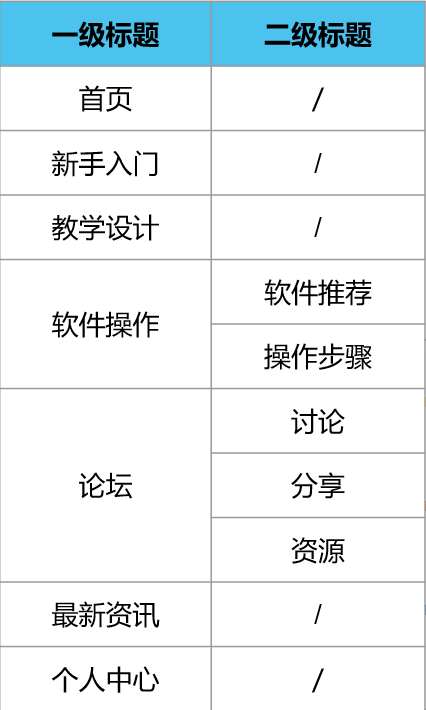 一级标题 二级标题
首页 /
新手入门 /
教学设计 /
软件操作 软件推荐
操作步骤
论坛 讨论
分享
资源
最新资讯 /
个人中心 /